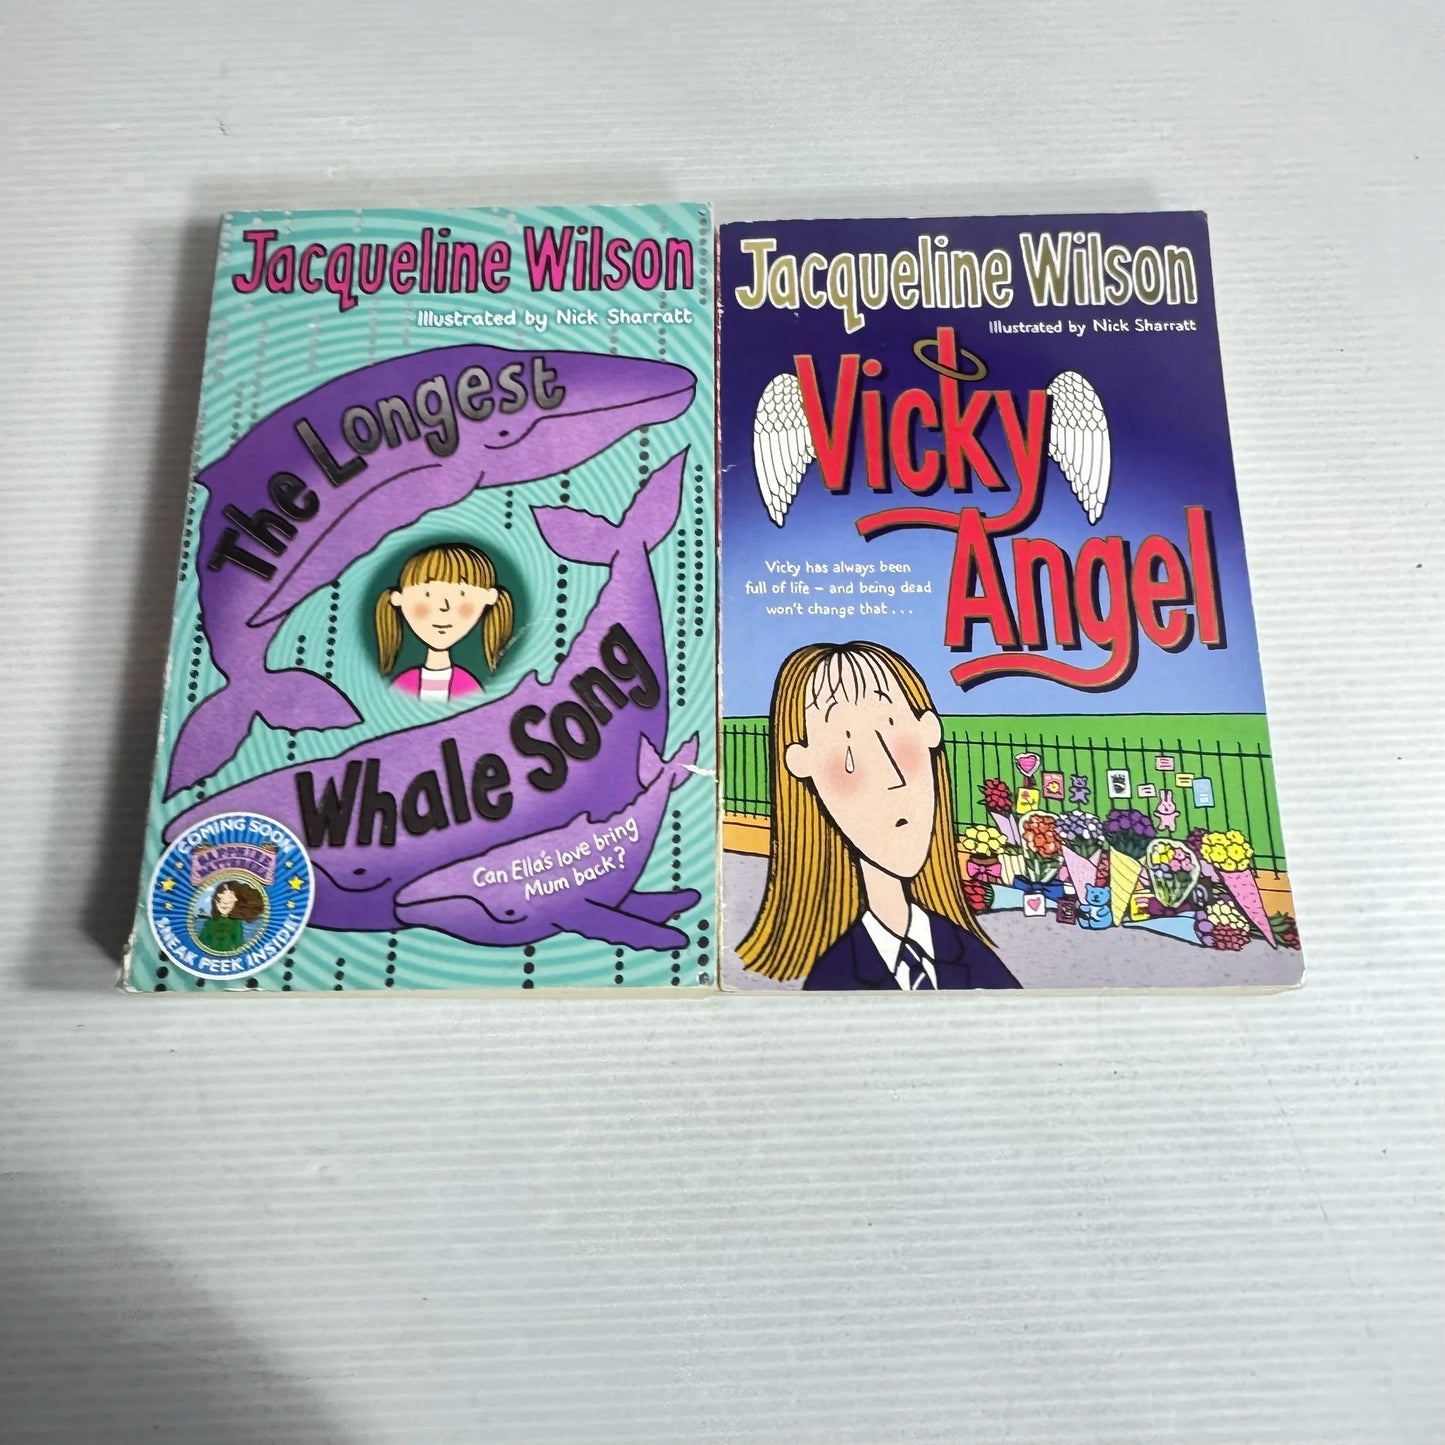 Jacqueline Wilson
Illustrated by Nick Sharratt
The Longest
Whale Song
Can Ella's love bring
Mum back?
COMING SOON
SAPPHIRE
BATTERSEA
SNEAK PEEK INSIDE!
Jacqueline Wilson
Illustrated by Nick Sharratt
Vicky
Angel
Vicky has always been
full of life – and being dead
won't change that . . .